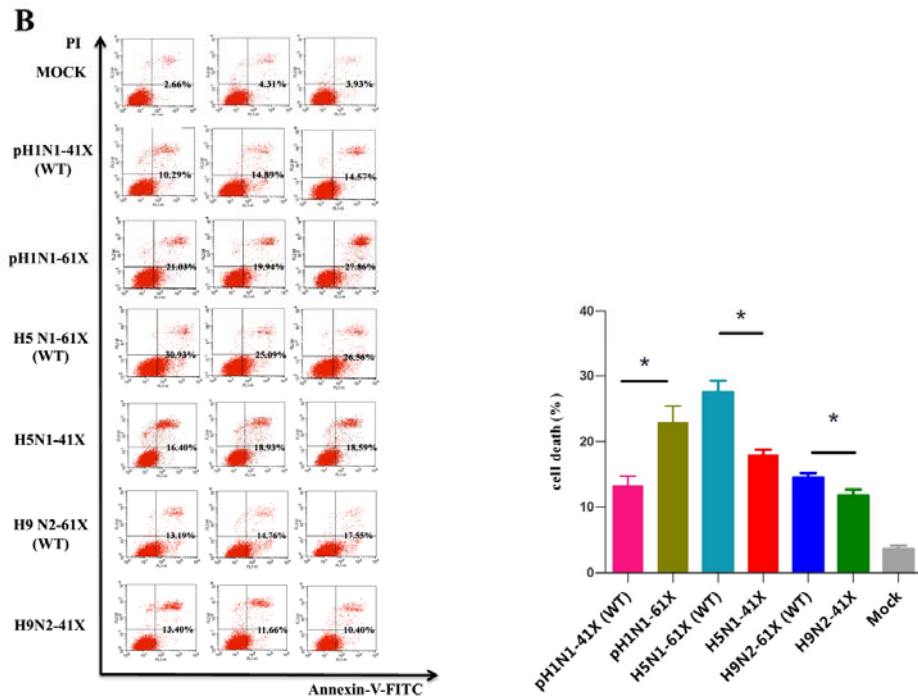 B
PI
MOCK
2.66%
4.31%
3.93%
pH1N1-41X
(WT)
10.29%
14.89%
14.57%
pH1N1-61X
21.03%
19.94%
27.86%
H5 N1-61X
(WT)
30.93%
25.09%
26.56%
H5N1-41X
16.40%
18.93%
18.59%
H9 N2-61X
(WT)
13.19%
14.76%
17.55%
H9N2-41X
13.40%
11.66%
10.40%
Annexin-V-FITC
cell death (%)
40
30
20
10
0
*
*
*
pH1N1-41X (WT)
pH1N1-61X
H5N1-61X (WT)
H5N1-41X
H9N2-61X (WT)
H9N2-41X
Mock